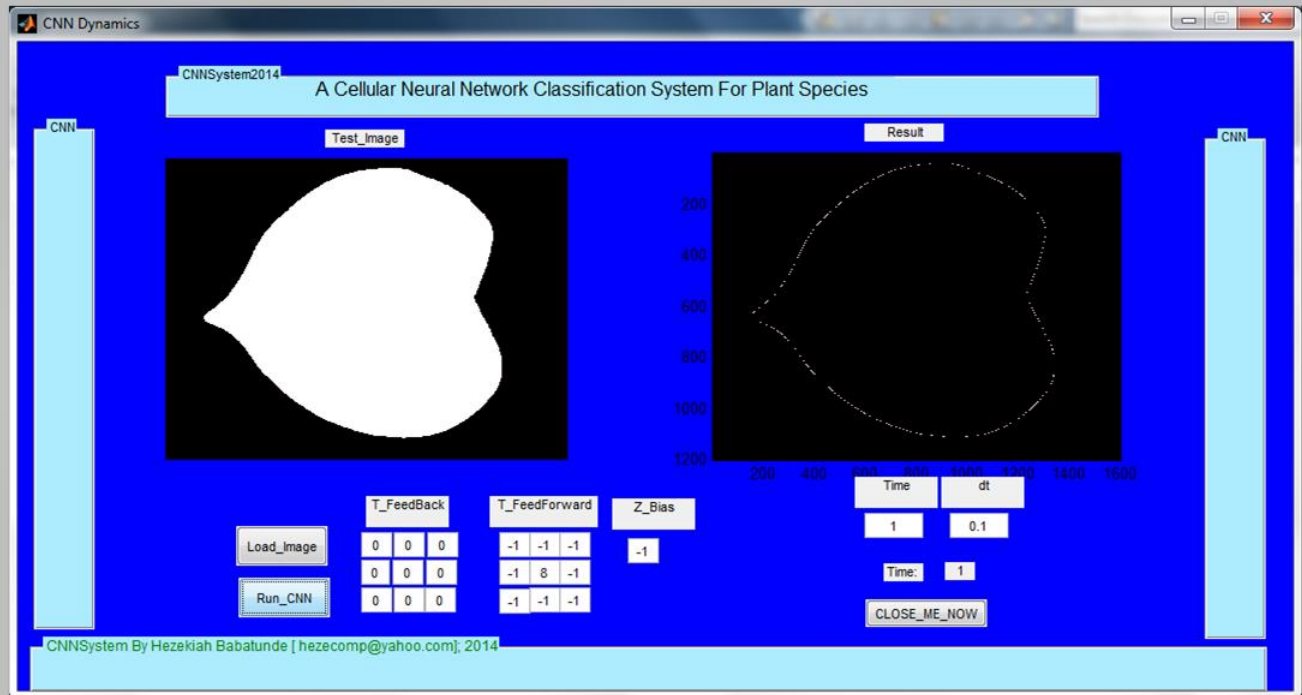 CNN Dynamics
CNNSystem2014
A Cellular Neural Network Classification System For Plant Species
CNN
CNN
Test_Image
Result
200
400
600
800
1000
1200
200 400 600 800 1000 1200 1400 1600
T_FeedBack
T_FeedForward
Z_Bias
Time
dt
Load_Image
Run_CNN
0 0 0
0 0 0
0 0 0
-1 -1 -1
-1 8 -1
-1 -1 -1
-1
1
0.1
Time:
1
CLOSE_ME_NOW
CNNSystem By Hezekiah Babatunde [ hezecomp@yahoo.com]; 2014